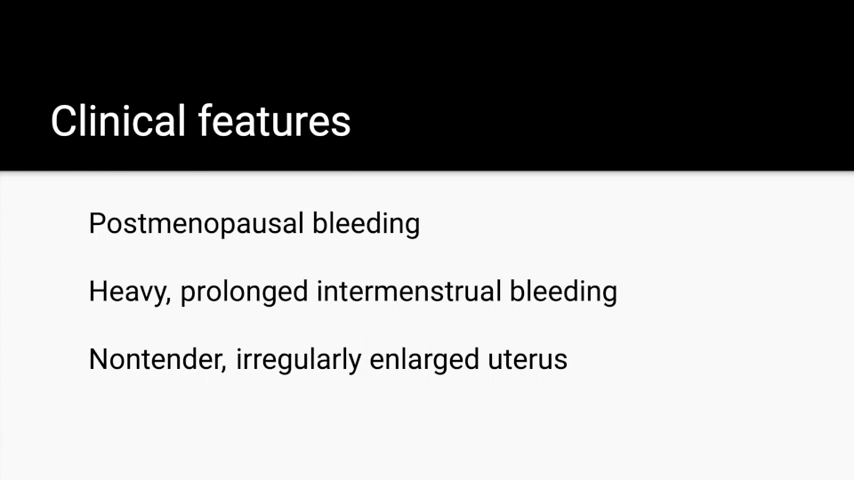 Clinical features
Postmenopausal bleeding
Heavy, prolonged intermenstrual bleeding
Nontender, irregularly enlarged uterus